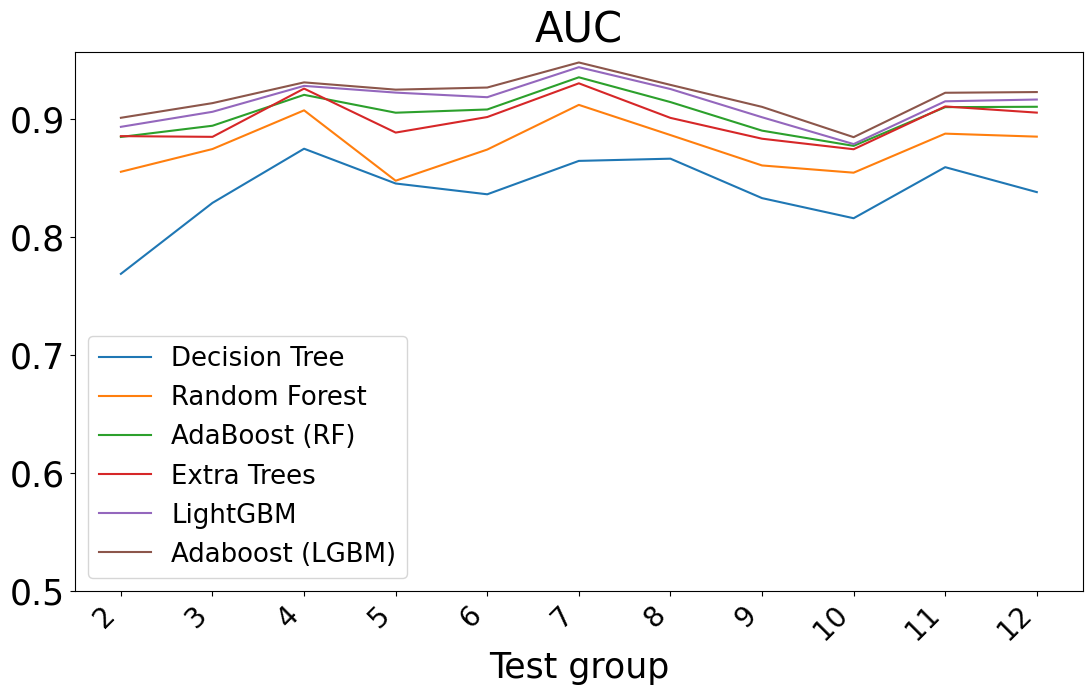 AUC
0.9
0.8
0.7
0.6
0.5
Decision Tree
Random Forest
AdaBoost (RF)
Extra Trees
LightGBM
Adaboost (LGBM)
2 3 4 5 6 7 8 9 10 11 12
Test group